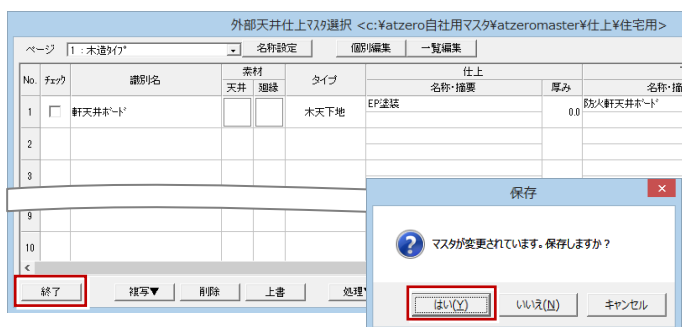 外部天井仕上マスタ選択 <c:¥atzero自社用マスタ¥atzeromaster¥仕上¥住宅用>
ページ 1：木造タイプ 名称設定 個別編集 一覧編集
No. チェック 識別名 素材 タイプ 仕上
天井 廻縁 名称・摘要 厚み 名称・摘
1 軒天井ボード 木天下地 EP塗装 0.0 防火軒天井ボード
2
3
9
10
終了 複写▼ 削除 上書 処理
保存
マスタが変更されています。保存しますか？
はい(Y) いいえ(N) キャンセル